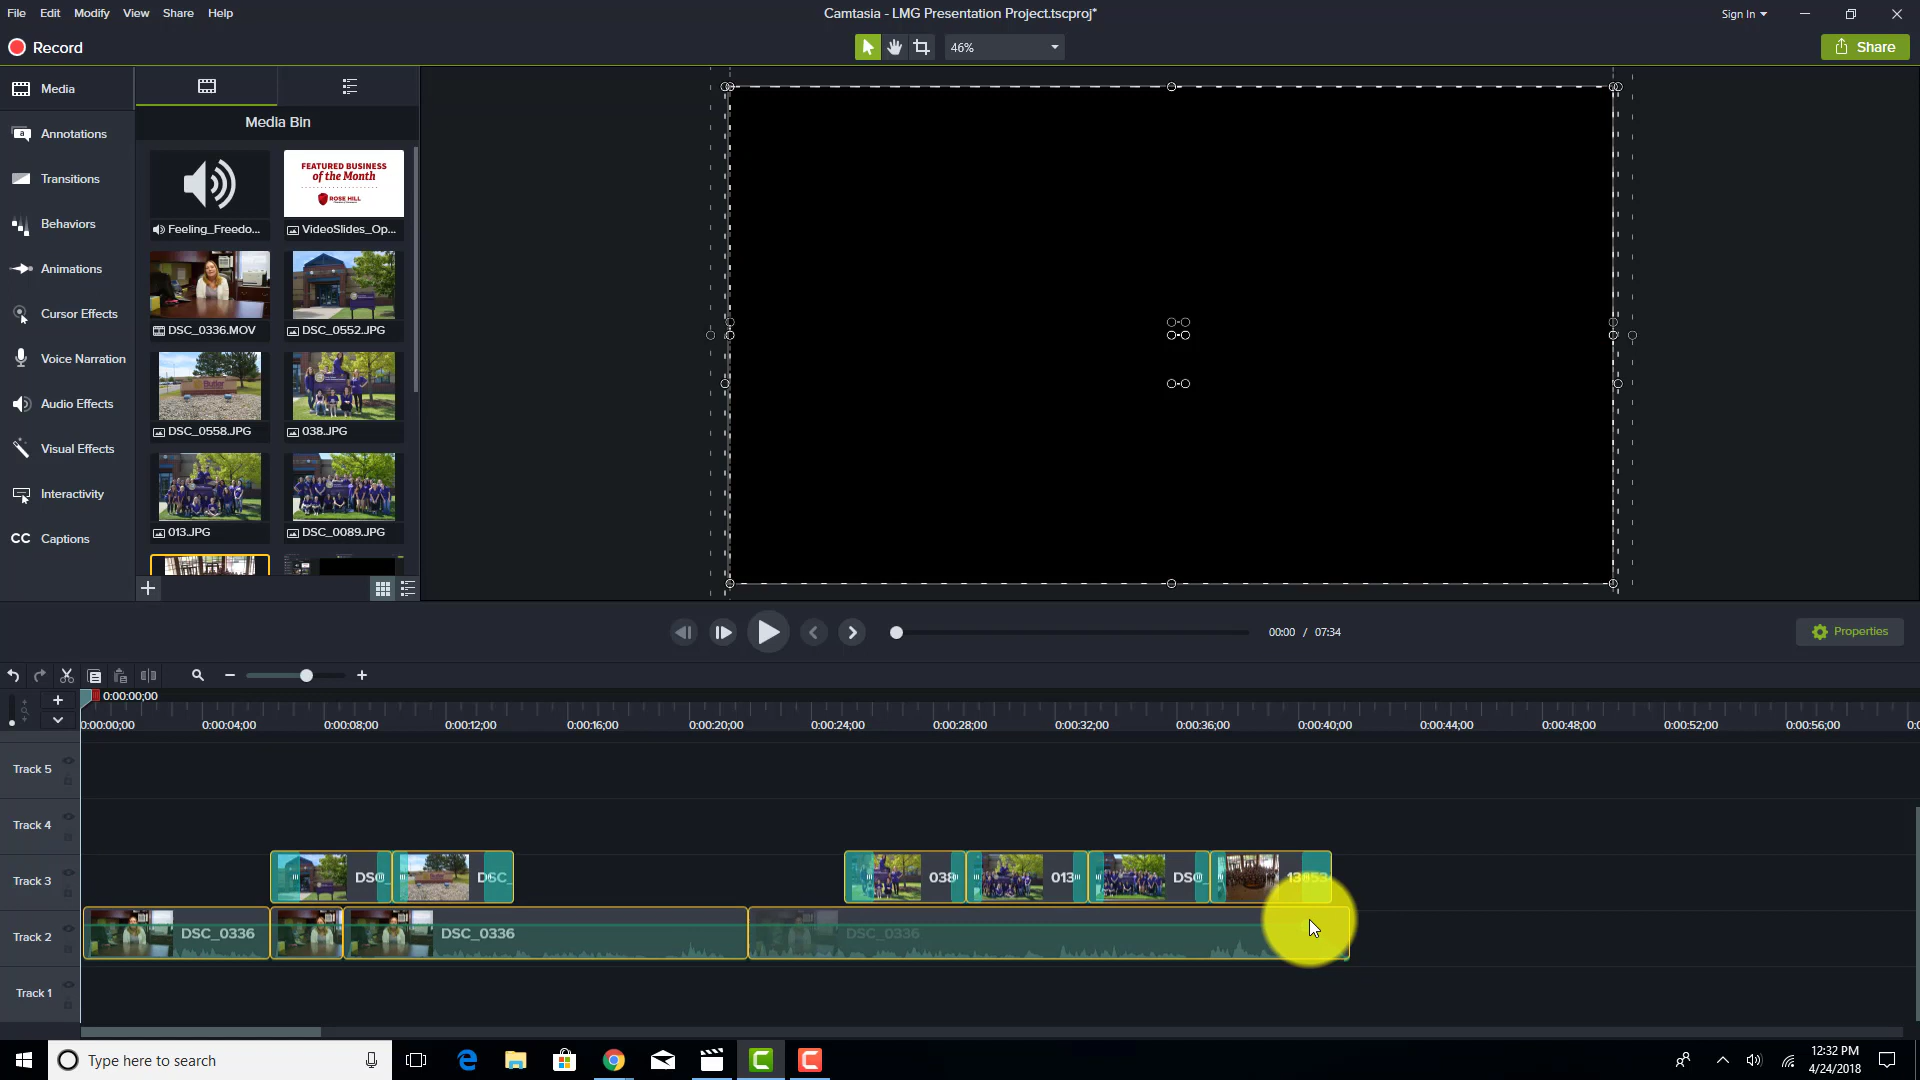 File Edit Modify View Share Help
Camtasia - LMG Presentation Project.tscproj*
Sign In
Record
46%
Share
Media
Annotations
Transitions
Behaviors
Animations
Cursor Effects
Voice Narration
Audio Effects
Visual Effects
Interactivity
CC Captions
Media Bin
FEATURED BUSINESS
of the Month
ROSE HILL
Feeling_Freedo...
VideoSlides_Op...
DSC_0336.MOV
DSC_0552.JPG
DSC_0558.JPG
038.JPG
013.JPG
DSC_0089.JPG
00:00 / 07:34
Properties
0:00:00;00
0:00:00;00 0:00:04;00 0:00:08;00 0:00:12;00 0:00:16;00 0:00:20;00 0:00:24;00 0:00:28;00 0:00:32;00 0:00:36;00 0:00:40;00 0:00:44;00 0:00:48;00 0:00:52;00 0:00:56;00
Track 5
Track 4
Track 3
DSC_ DSC_ 038 013 DSC_
Track 2
DSC_0336 DSC_0336 DSC_0336
Track 1
Type here to search
12:32 PM
4/24/2018